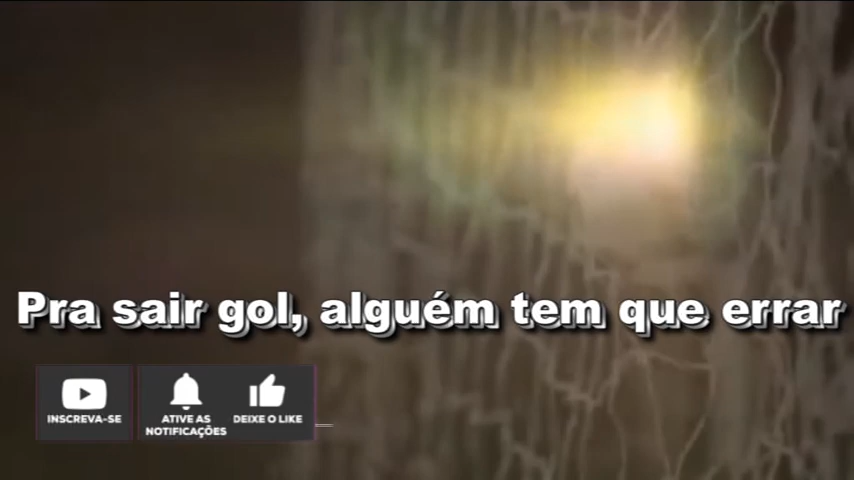 Pra sair gol, alguém tem que errar
INSCREVA-SE
ATIVE AS
NOTIFICAÇÕES
DEIXE O LIKE